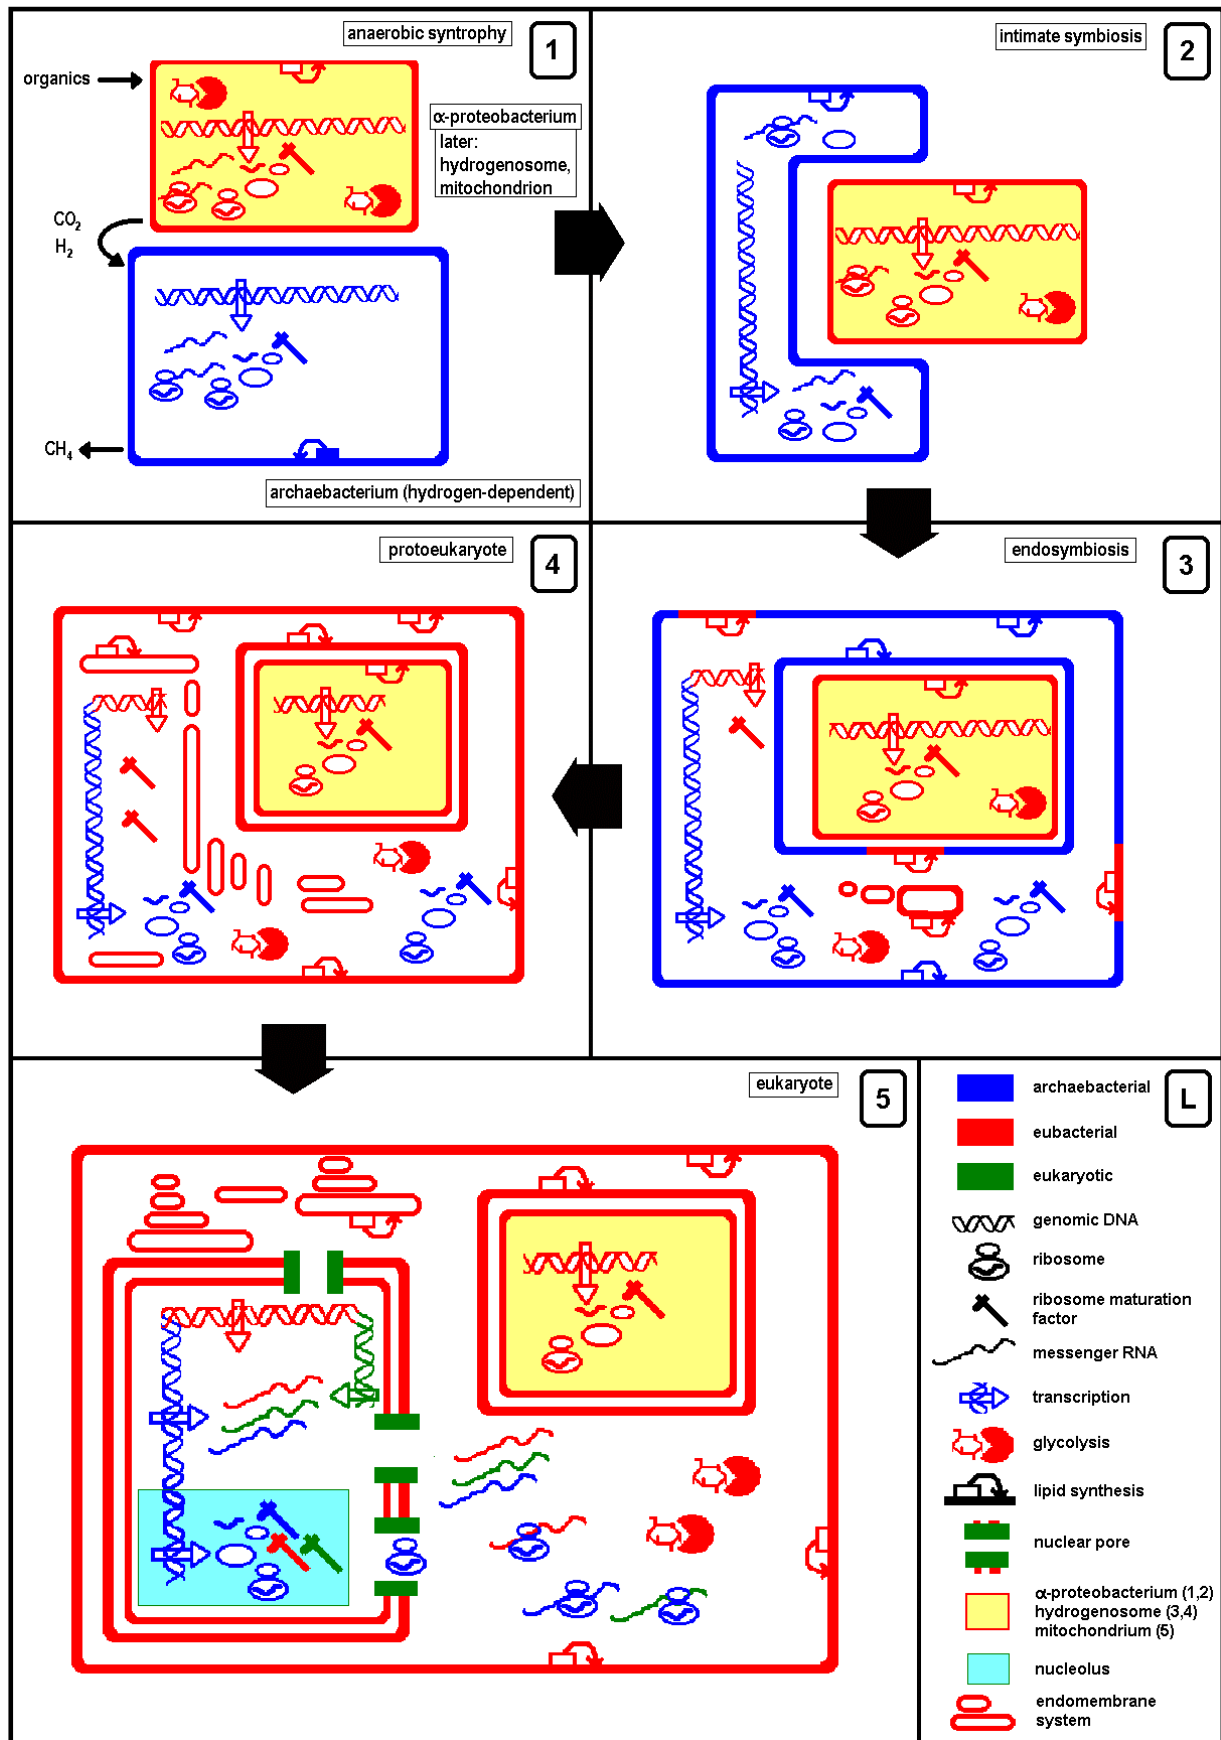 anaerobic syntrophy
1
organics
α-proteobacterium
later:
hydrogenosome,
mitochondrion
CO2
H2
CH4
archaebacterium (hydrogen-dependent)
intimate symbiosis
2
protoeukaryote
4
endosymbiosis
3
eukaryote
5
L
archaebacterial
eubacterial
eukaryotic
genomic DNA
ribosome
ribosome maturation
factor
messenger RNA
transcription
glycolysis
lipid synthesis
nuclear pore
α-proteobacterium (1,2)
hydrogenosome (3,4)
mitochondrium (5)
nucleolus
endomembrane
system